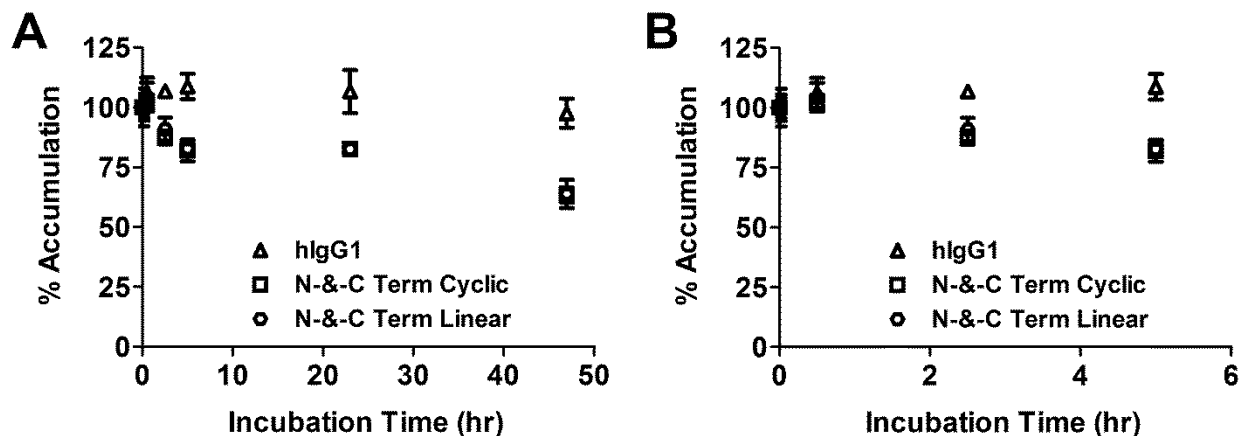 A
125
100
75
50
25
0
% Accumulation
hIgG1
N-&-C Term Cyclic
N-&-C Term Linear
0 10 20 30 40 50
Incubation Time (hr)
B
125
100
75
50
25
0
% Accumulation
hIgG1
N-&-C Term Cyclic
N-&-C Term Linear
0 2 4 6
Incubation Time (hr)